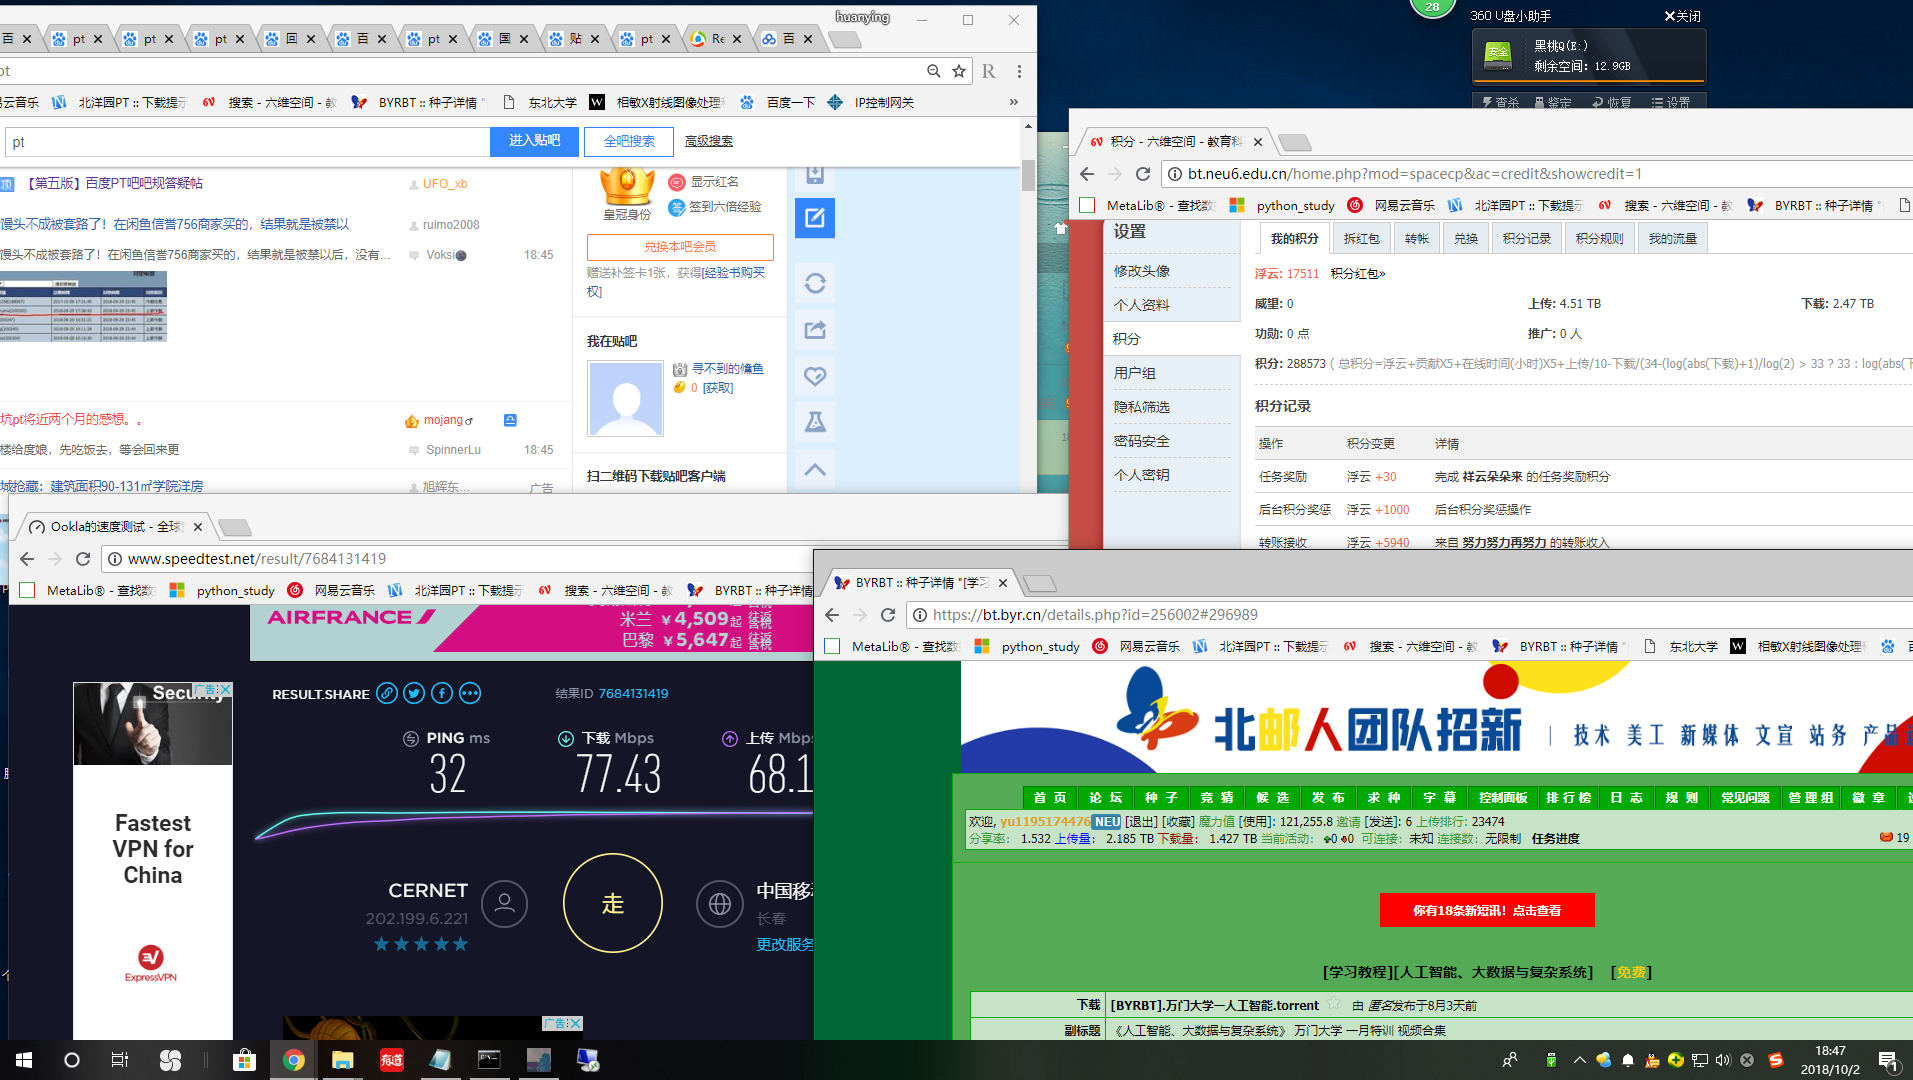 huanying
28
360 U盘小助手
✕关闭
安全
黑桃Q(E:)
剩余空间: 12.9GB
查杀
鉴定
恢复
设置
百
pt
pt
pt
回
百
pt
国
贴
pt
Re
百
pt
易云音乐
北洋园PT :: 下载提示
搜索 - 六维空间 - 教
BYRBT :: 种子详情 "
东北大学
相敏X射线图像处理
百度一下
IP控制网关
»
pt
进入贴吧
全吧搜索
高级搜索
顶
【第五版】百度PT吧吧规答疑帖
UFO_xb
馒头不成被套路了！在闲鱼信誉756商家买的，结果就是被禁以
ruimo2008
馒头不成被套路了！在闲鱼信誉756商家买的，结果就是被禁以后，没有...
Voksi
18:45
坑pt将近两个月的感想。。
mojang♂
楼给度娘，先吃饭去，等会回来更
SpinnerLu
18:45
城抢藏：建筑面积90-131㎡学院洋房
旭辉东...
广告
皇冠身份
显示红名
签到六倍经验
兑换本吧会员
赠送补签卡1张，获得[经验书购买权]
我在贴吧
寻不到的鱻鱼
0 [获取]
扫二维码下载贴吧客户端
积分 - 六维空间 - 教育科
bt.neu6.edu.cn/home.php?mod=spacecp&ac=credit&showcredit=1
MetaLib® - 查找数
python_study
网易云音乐
北洋园PT :: 下载提示
搜索 - 六维空间 - 教
BYRBT :: 种子详情 "
设置
修改头像
个人资料
积分
用户组
隐私筛选
密码安全
个人密钥
我的积分
拆红包
转帐
兑换
积分记录
积分规则
我的流量
浮云: 17511 积分红包»
威望: 0
上传: 4.51 TB
下载: 2.47 TB
功勋: 0 点
推广: 0 人
积分: 288573 ( 总积分=浮云+贡献X5+在线时间(小时)X5+上传/10-下载/(34-(log(abs(下载)+1)/log(2) > 33 ? 33 : log(abs(下
积分记录
操作 积分变更 详情
任务奖励 浮云 +30 完成 祥云朵朵来 的任务奖励积分
后台积分奖惩 浮云 +1000 后台积分奖惩操作
转账接收 浮云 +5940 来自 努力努力再努力 的转账收入
Ookla的速度测试 - 全球
www.speedtest.net/result/7684131419
MetaLib® - 查找数
python_study
网易云音乐
北洋园PT :: 下载提示
搜索 - 六维空间 - 教
BYRBT :: 种子详情
AIRFRANCE
米兰 ￥4,509起 往返含税
巴黎 ￥5,647起 往返含税
Security
广告
Fastest
VPN for
China
ExpressVPN
RESULT.SHARE
结果ID 7684131419
PING ms
32
下载 Mbps
77.43
上传 Mbps
68.1
CERNET
202.199.6.221
★★★★★
走
中国移
长春
更改服务
广告
BYRBT :: 种子详情 "[学习
https://bt.byr.cn/details.php?id=256002#296989
MetaLib® - 查找数
python_study
网易云音乐
北洋园PT :: 下载提示
搜索 - 六维空间 - 教
BYRBT :: 种子详情 "
东北大学
相敏X射线图像处理
北邮人团队招新
| 技术 美工 新媒体 文宣 站务 产品
首 页
论 坛
种 子
竞 猜
候 选
发 布
求 种
字 幕
控制面板
排 行 榜
日 志
规 则
常见问题
管 理 组
徽 章
欢迎, yu1195174476 NEU [退出] [收藏] 魔力值 [使用]: 121,255.8 邀请 [发送]: 6 上传排行: 23474
分享率: 1.532 上传量: 2.185 TB 下载量: 1.427 TB 当前活动: 0 0 可连接: 未知 连接数: 无限制 任务进度
19
你有18条新短讯！点击查看
[学习教程][人工智能、大数据与复杂系统] [免费]
下载 [BYRBT].万门大学—人工智能.torrent 由 匿名发布于8月3天前
副标题 《人工智能、大数据与复杂系统》 万门大学 一月特训 视频合集
有道
18:47
2018/10/2
1